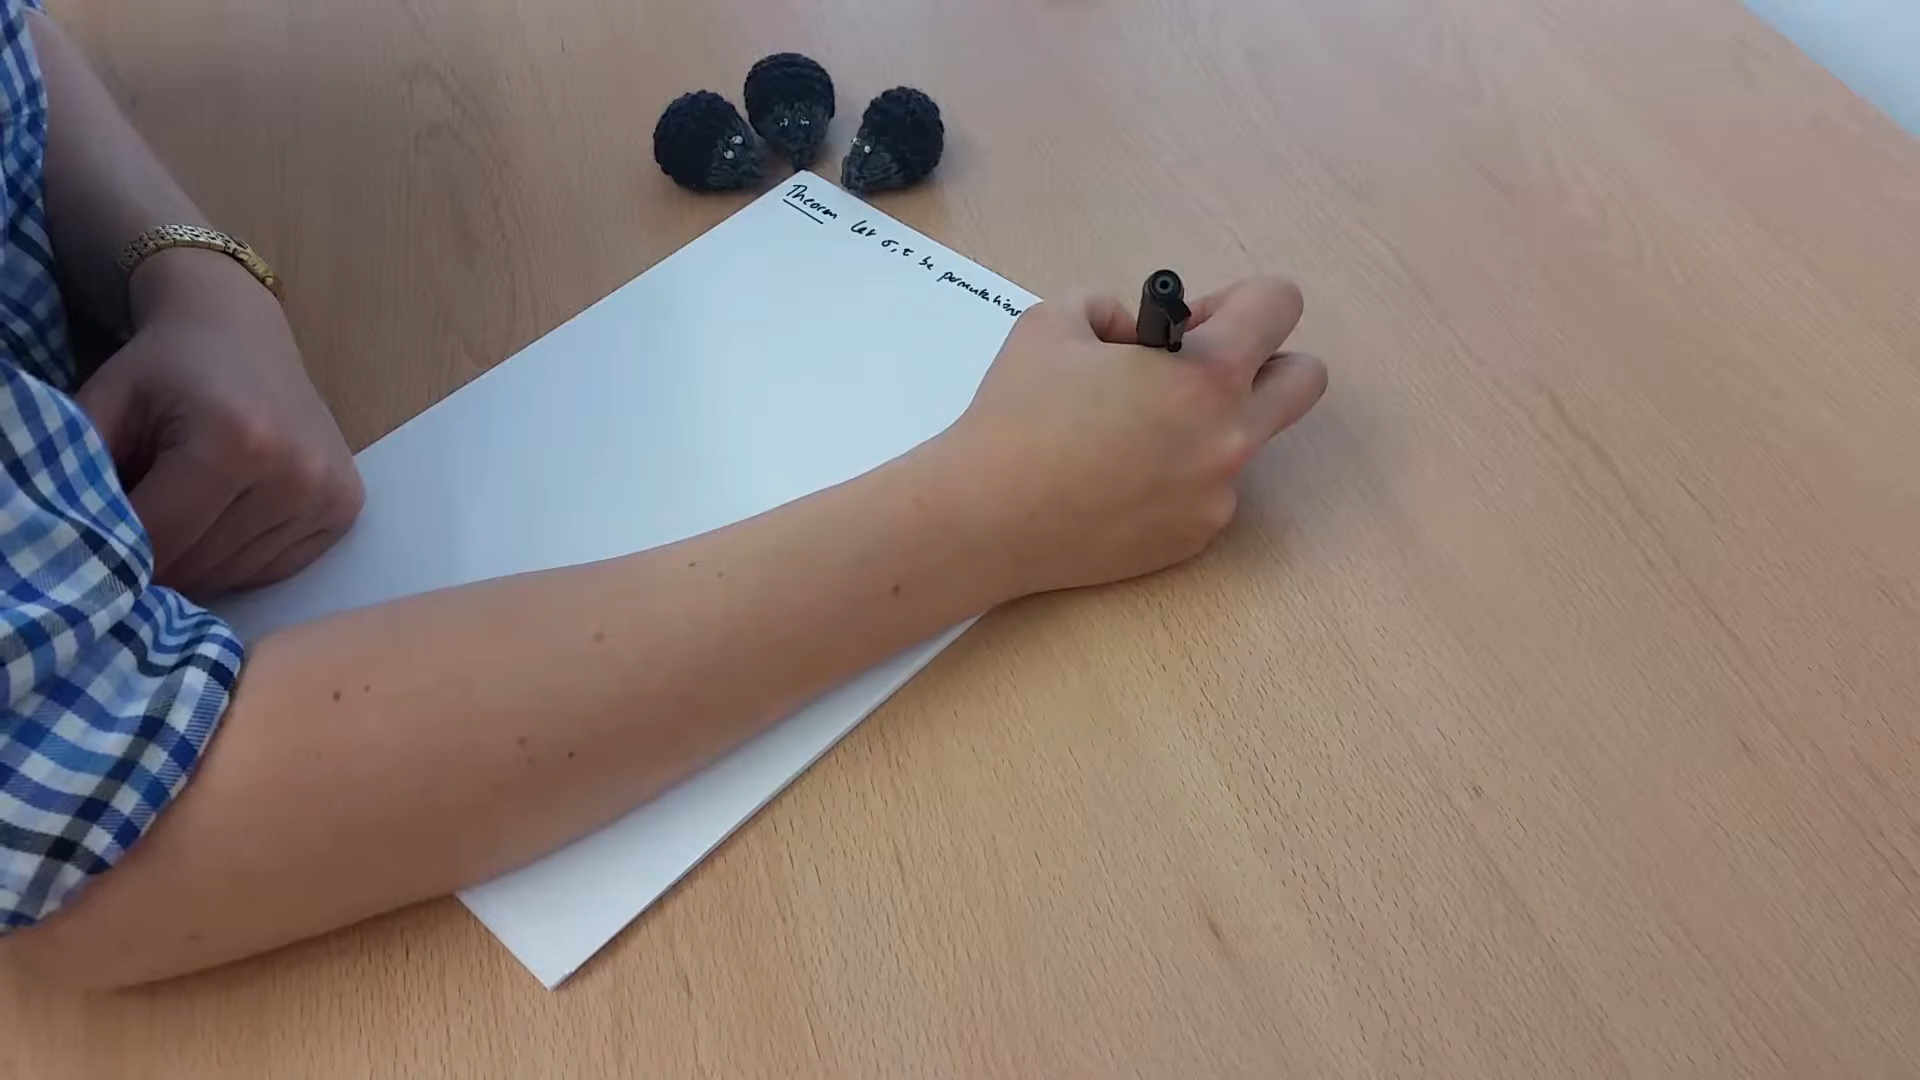 Theorem Let σ, τ be permutations